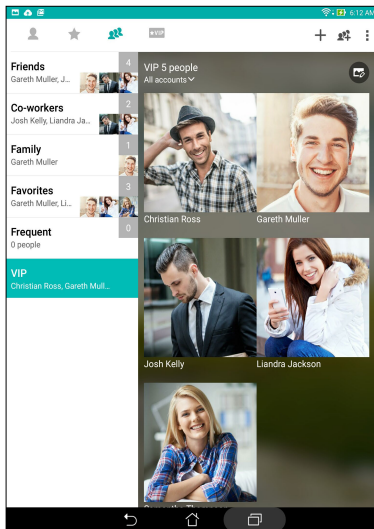 6:12 AM
VIP
Friends
4
Gareth Muller, J...
Co-workers
2
Josh Kelly, Liandra Ja...
Family
1
Gareth Muller
Favorites
3
Gareth Muller, Li...
Frequent
0
0 people
VIP
Christian Ross, Gareth Mull...
VIP 5 people
All accounts
Christian Ross
Gareth Muller
Josh Kelly
Liandra Jackson